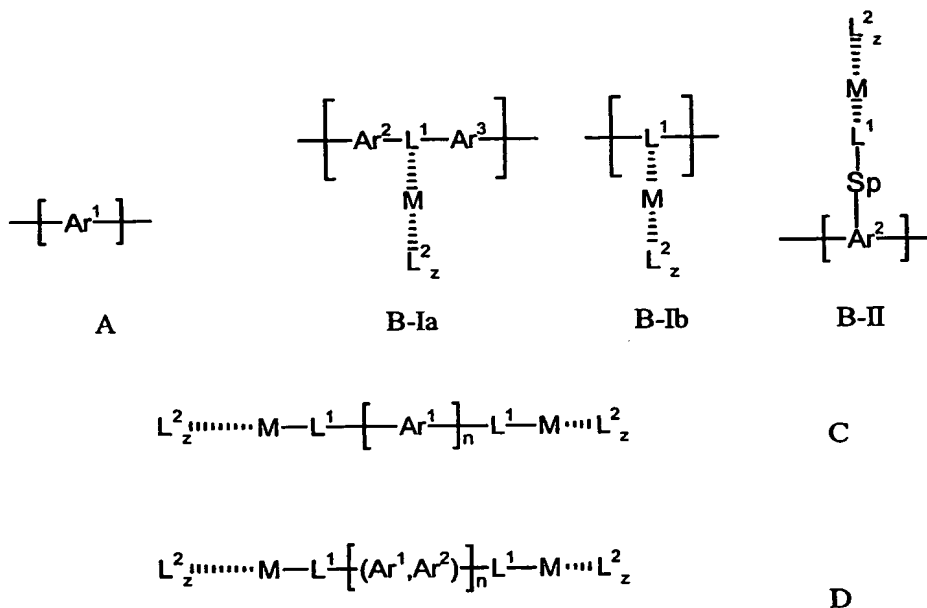 [Ar¹]
A
[Ar²—L¹—Ar³]
M
L²z
B-Ia
[L¹]
M
L²z
B-Ib
L²z
M
L¹
Sp
[Ar²]
B-II
L²z M—L¹—[Ar¹]n—L¹—M L²z
C
L²z M—L¹—[(Ar¹,Ar²)]n—L¹—M L²z
D